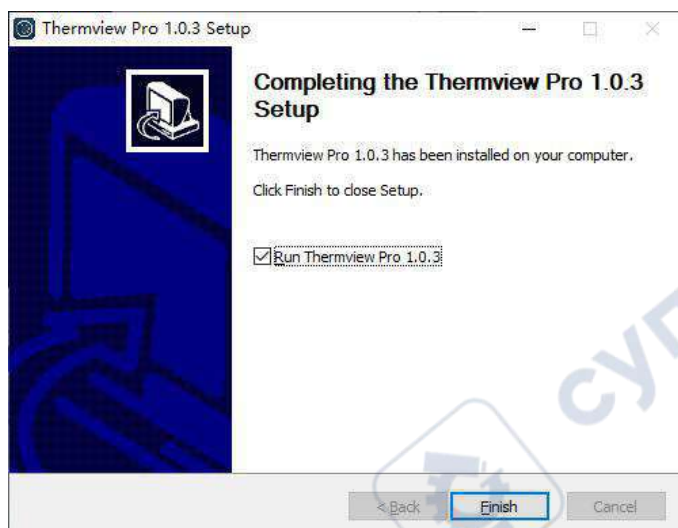 Thermview Pro 1.0.3 Setup
Completing the Thermview Pro 1.0.3
Setup
Thermview Pro 1.0.3 has been installed on your computer.
Click Finish to close Setup.
Run Thermview Pro 1.0.3
< Back
Finish
Cancel